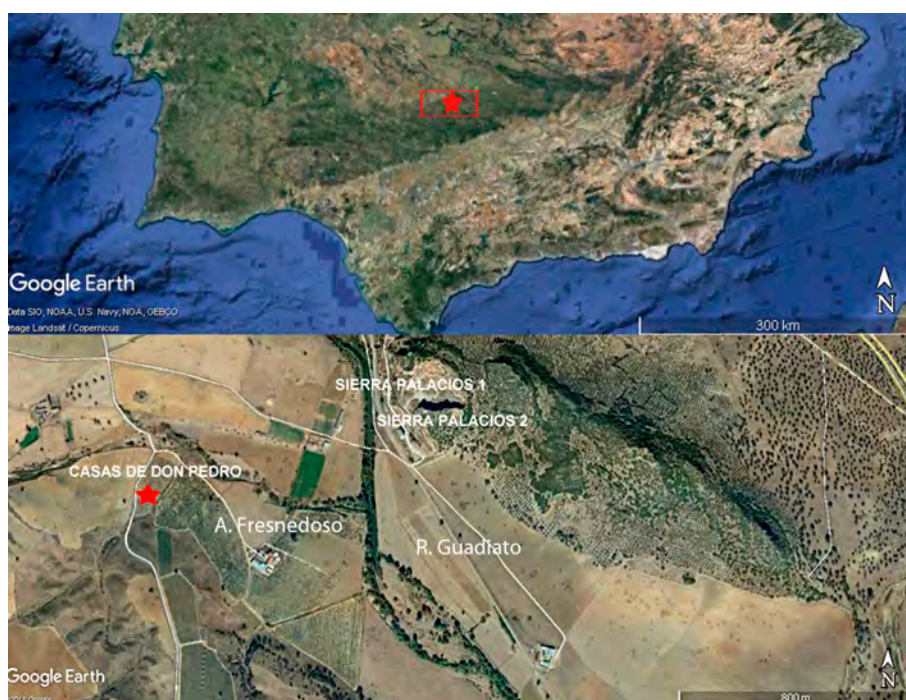 Google Earth
Data SIO, NOAA, U.S. Navy, NGA, GEBCO
Image Landsat / Copernicus
N
300 km
SIERRA PALACIOS 1
SIERRA PALACIOS 2
CASAS DE DON PEDRO
A. Fresnedoso
R. Guadiato
Google Earth
N
800 m